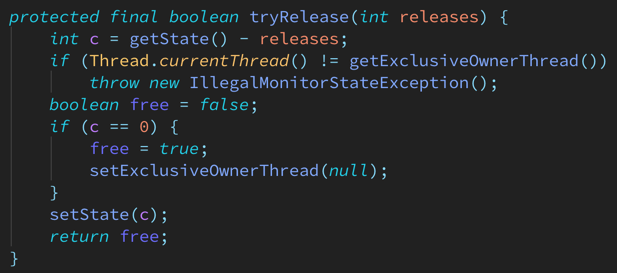 protected final boolean tryRelease(int releases) {
    int c = getState() - releases;
    if (Thread.currentThread() != getExclusiveOwnerThread())
        throw new IllegalMonitorStateException();
    boolean free = false;
    if (c == 0) {
        free = true;
        setExclusiveOwnerThread(null);
    }
    setState(c);
    return free;
}